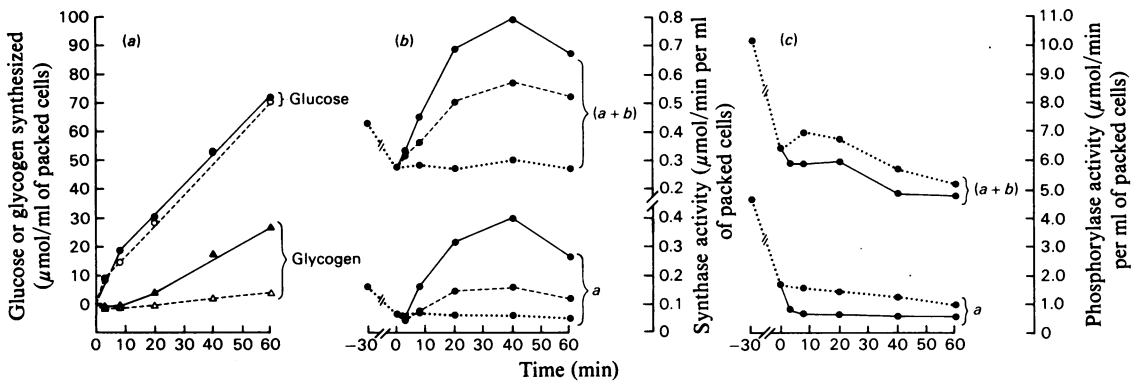 Glucose or glycogen synthesized
(μmol/ml of packed cells)
100
90
80
70
60
50
40
30
20
10
0
(a)
Glucose
Glycogen
0 10 20 30 40 50 60
(b)
(a + b)
a
−30 0 10 20 30 40 50 60
0.8
0.7
0.6
0.5
0.4
0.3
0.2
0.4
0.3
0.2
0.1
0
Synthase activity (μmol/min per ml
of packed cells)
(c)
(a + b)
a
−30 0 10 20 30 40 50 60
11.0
10.0
9.0
8.0
7.0
6.0
5.0
4.0
3.0
2.0
1.0
0
Phosphorylase activity (μmol/min
per ml of packed cells)
Time (min)